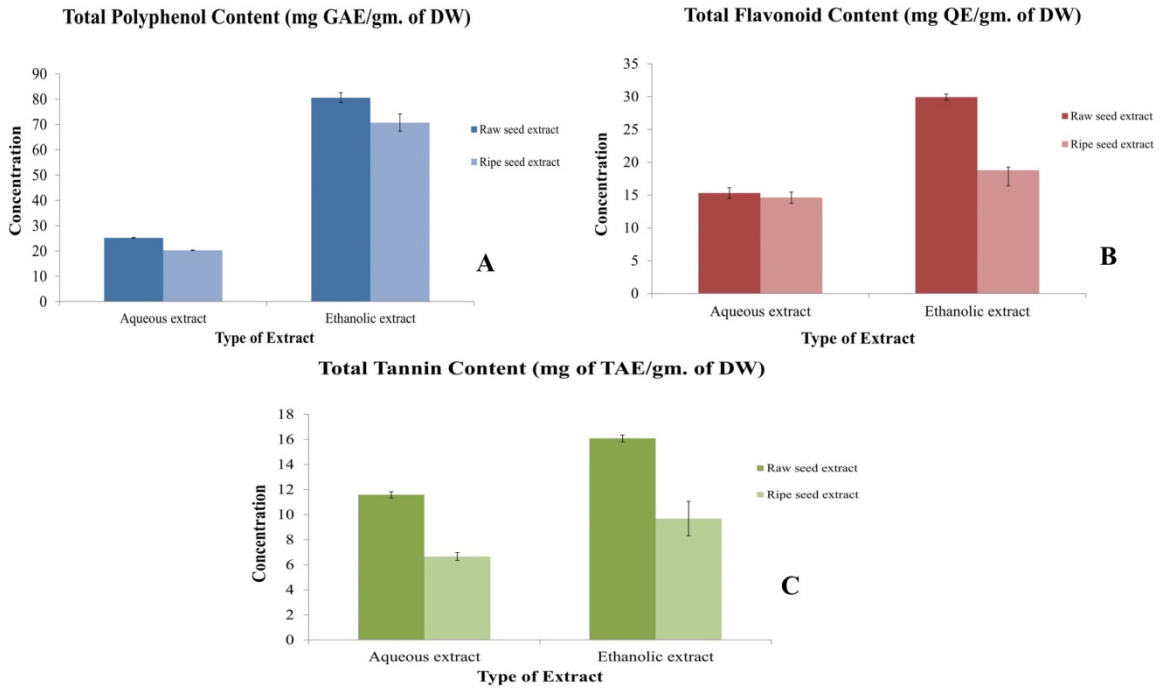 Total Polyphenol Content (mg GAE/gm. of DW)
90
80
70
60
50
40
30
20
10
0
Concentration
Aqueous extract
Ethanolic extract
Type of Extract
Raw seed extract
Ripe seed extract
A
Total Flavonoid Content (mg QE/gm. of DW)
35
30
25
20
15
10
5
0
Concentration
Aqueous extract
Ethanolic extract
Type of Extract
Raw seed extract
Ripe seed extract
B
Total Tannin Content (mg of TAE/gm. of DW)
18
16
14
12
10
8
6
4
2
0
Concentration
Aqueous extract
Ethanolic extract
Type of Extract
Raw seed extract
Ripe seed extract
C